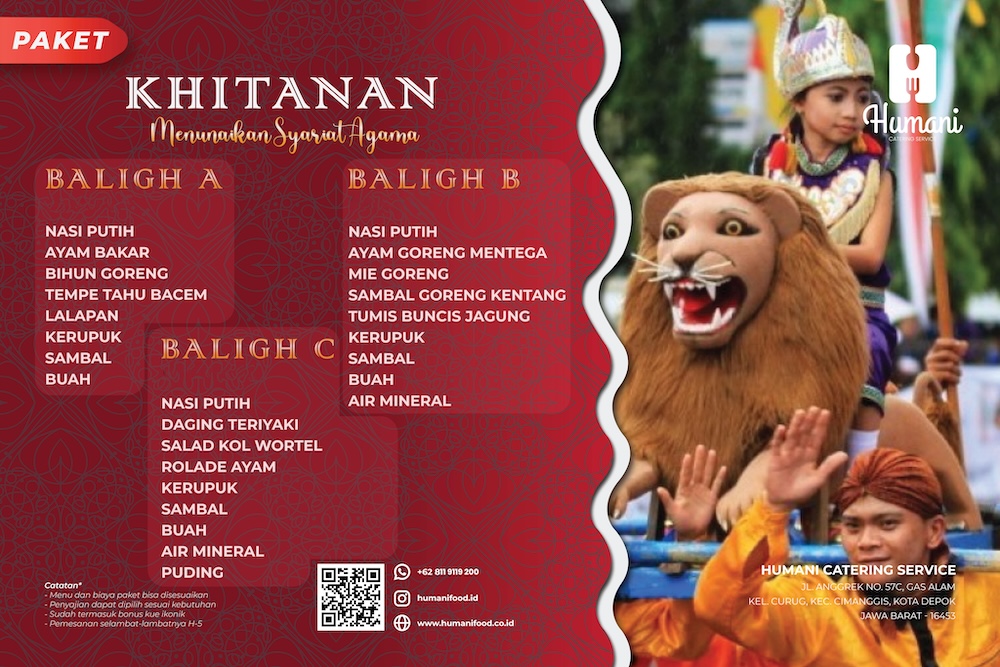 PAKET
KHITANAN
Menunaikan Syariat Agama
BALIGH A
NASI PUTIH
AYAM BAKAR
BIHUN GORENG
TEMPE TAHU BACEM
LALAPAN
KERUPUK
SAMBAL
BUAH
BALIGH B
NASI PUTIH
AYAM GORENG MENTEGA
MIE GORENG
SAMBAL GORENG KENTANG
TUMIS BUNCIS JAGUNG
KERUPUK
SAMBAL
BUAH
AIR MINERAL
BALIGH C
NASI PUTIH
DAGING TERIYAKI
SALAD KOL WORTEL
ROLADE AYAM
KERUPUK
SAMBAL
BUAH
AIR MINERAL
PUDING
Catatan*
- Menu dan biaya paket bisa disesuaikan
- Penyajian dapat dipilih sesuai kebutuhan
- Sudah termasuk bonus kue ikonik
- Pemesanan selambat-lambatnya H-5
+62 811 9119 200
humanifood.id
www.humanifood.co.id
Humani
CATERING SERVICE
HUMANI CATERING SERVICE
JL. ANGGREK NO. 57C, GAS ALAM
KEL. CURUG, KEC. CIMANGGIS, KOTA DEPOK
JAWA BARAT - 16453